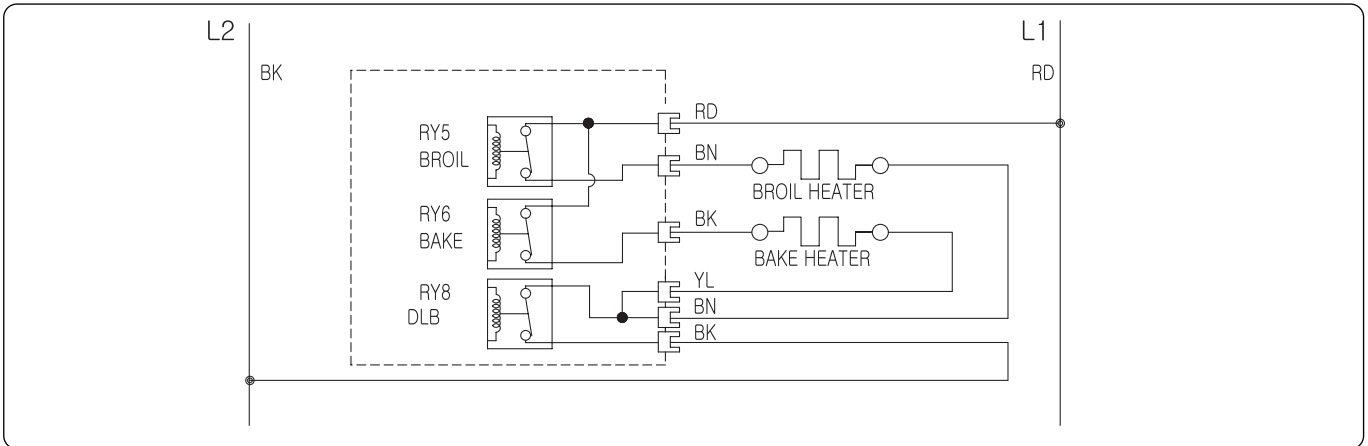 L2
L1
BK
RD
RD
RY5
BROIL
BN
BROIL HEATER
RY6
BAKE
BK
BAKE HEATER
YL
RY8
DLB
BN
BK